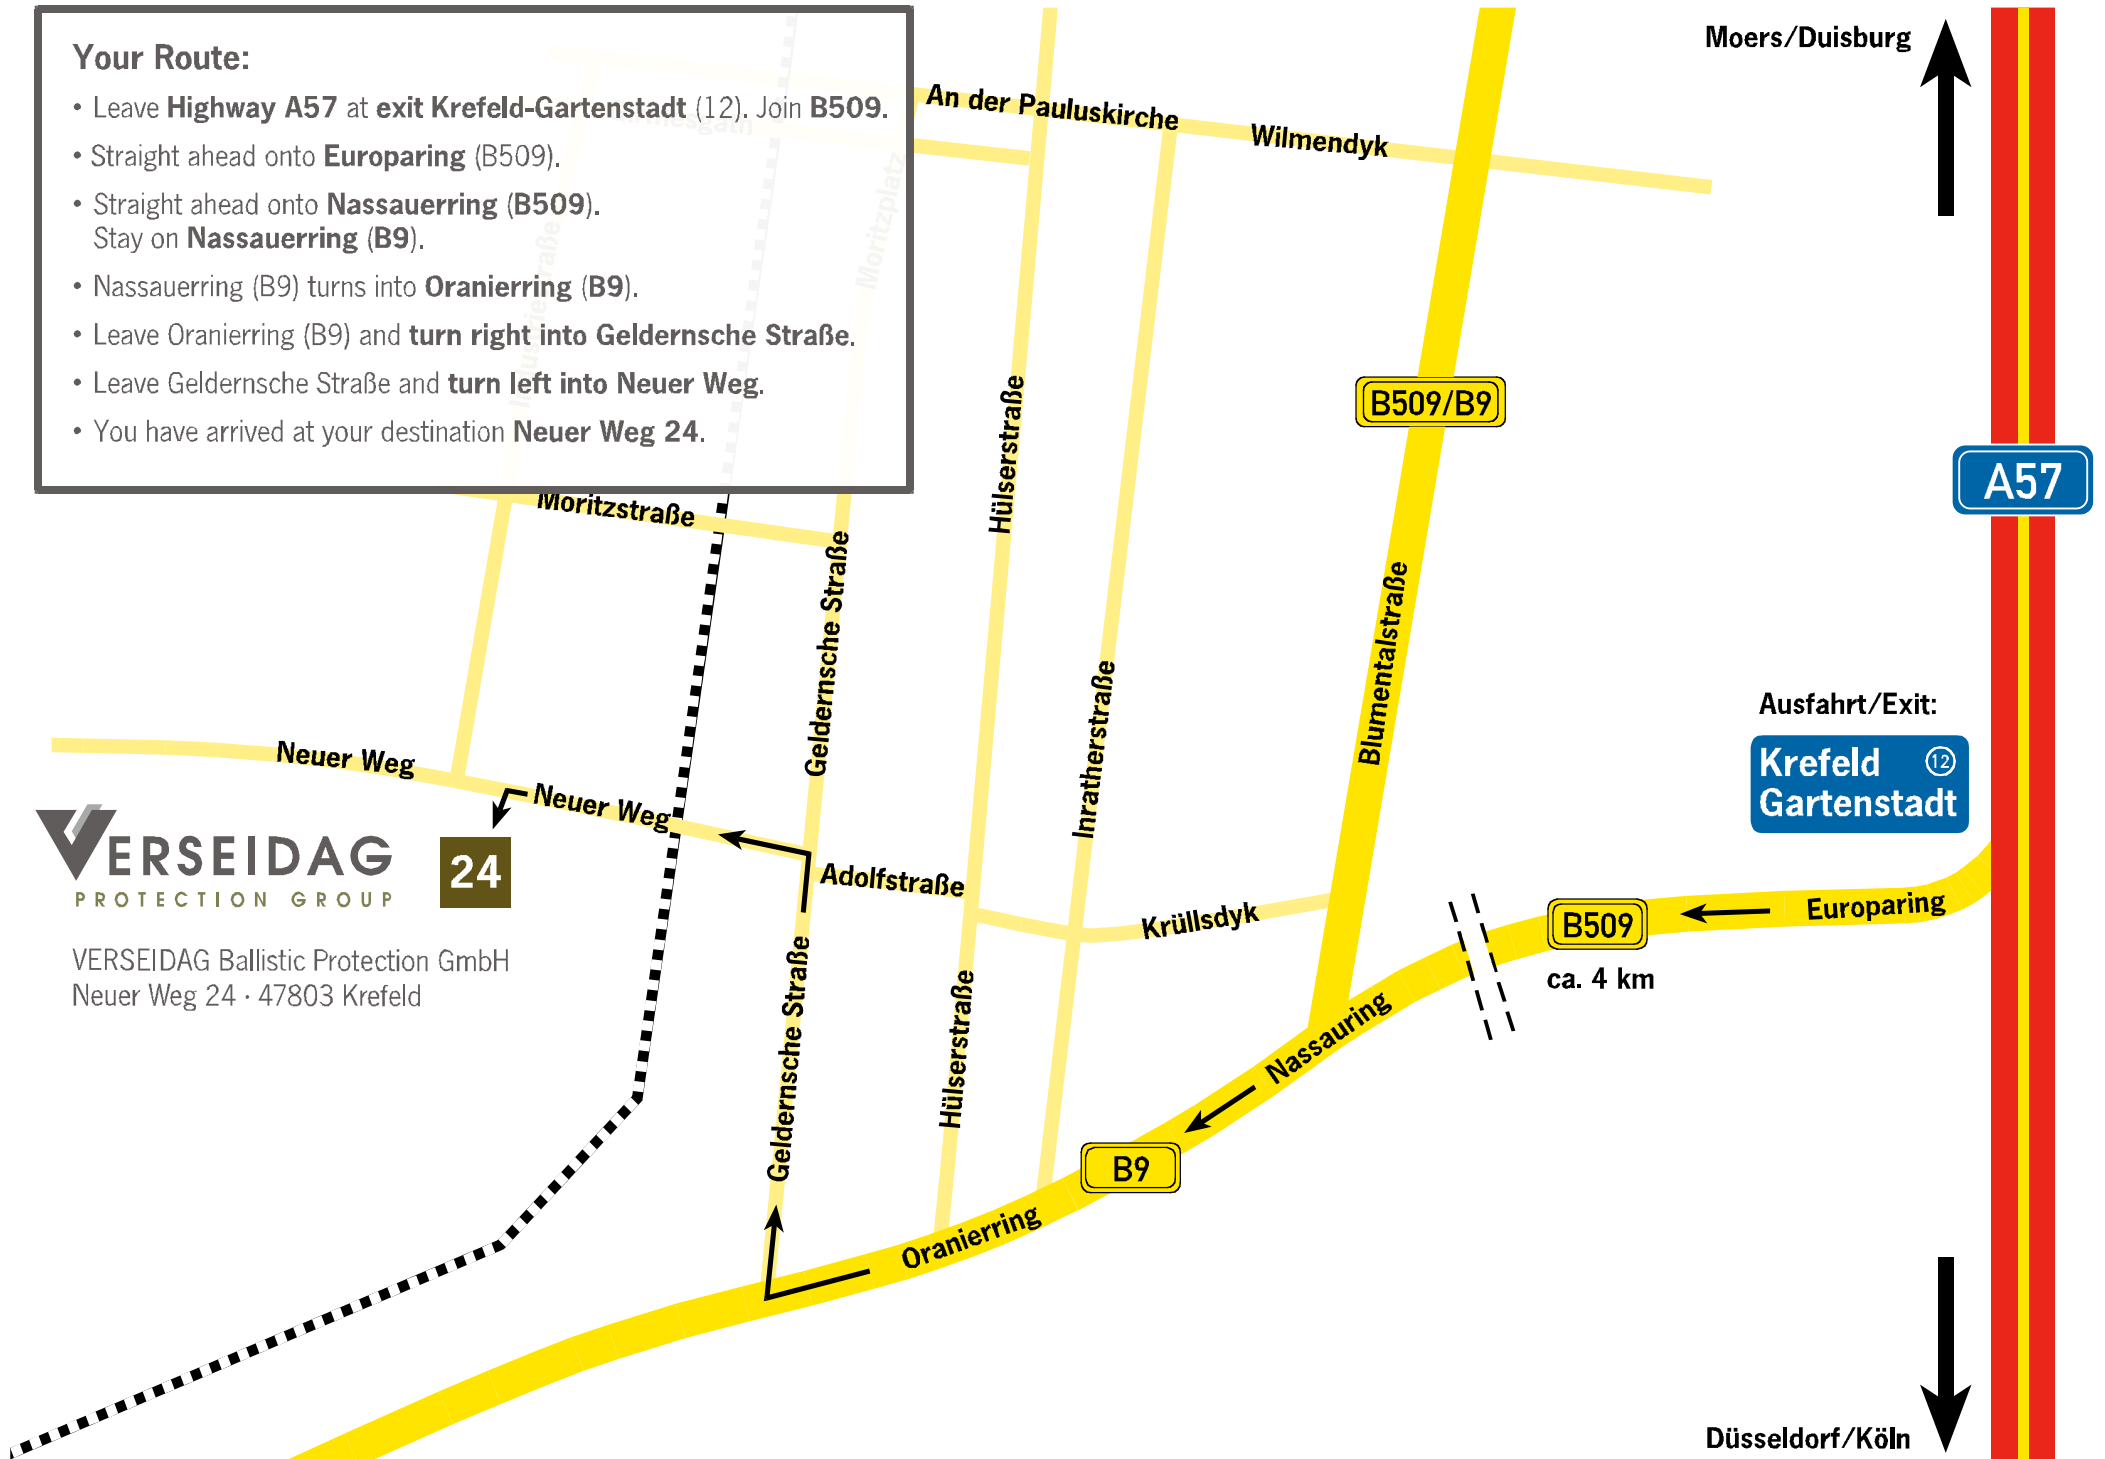 Your Route:
• Leave Highway A57 at exit Krefeld-Gartenstadt (12). Join B509.
• Straight ahead onto Europaring (B509).
• Straight ahead onto Nassauerring (B509).
Stay on Nassauerring (B9).
• Nassauerring (B9) turns into Oranierring (B9).
• Leave Oranierring (B9) and turn right into Geldernsche Straße.
• Leave Geldernsche Straße and turn left into Neuer Weg.
• You have arrived at your destination Neuer Weg 24.
Moritzplatz
Moers/Duisburg
An der Pauluskirche
Wilmendyk
B509/B9
A57
Moritzstraße
Hülserstraße
Geldernsche Straße
Blumentalstraße
Inratherstraße
Ausfahrt/Exit:
Krefeld 12
Gartenstadt
Neuer Weg
Neuer Weg
VERSEIDAG
PROTECTION GROUP
24
Adolfstraße
Krüllsdyk
Europaring
B509
ca. 4 km
VERSEIDAG Ballistic Protection GmbH
Neuer Weg 24 · 47803 Krefeld
Geldernsche Straße
Hülserstraße
Nassauring
B9
Oranierring
Düsseldorf/Köln